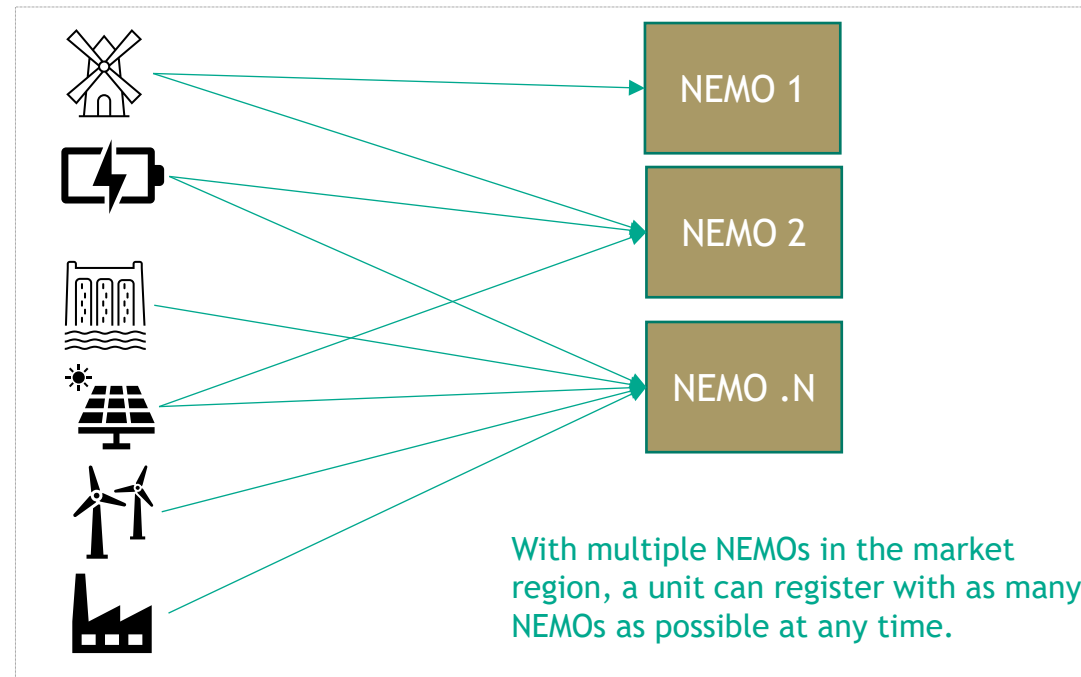 NEMO 1
NEMO 2
NEMO .N
With multiple NEMOs in the market
region, a unit can register with as many
NEMOs as possible at any time.